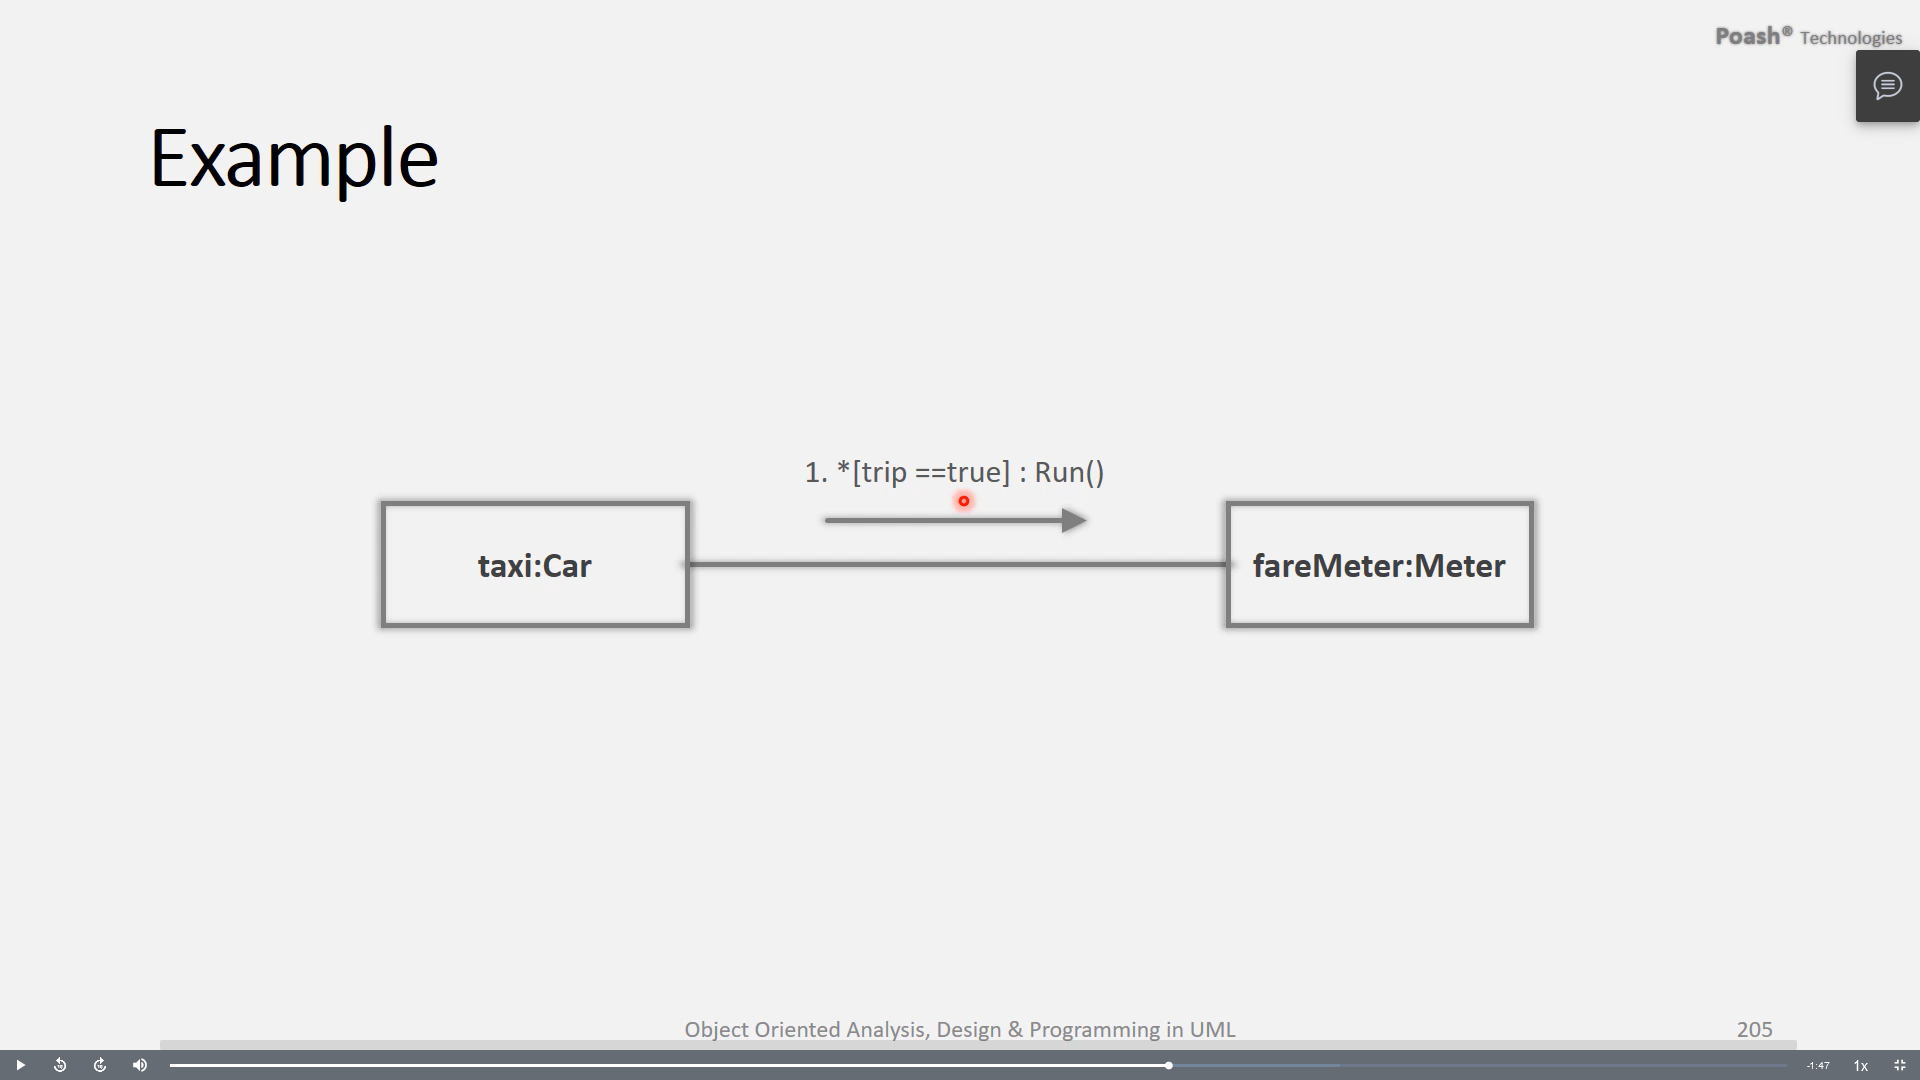 Poash® Technologies
Example
1. *[trip ==true] : Run()
taxi:Car
fareMeter:Meter
Object Oriented Analysis, Design & Programming in UML
205
-1:47
1x